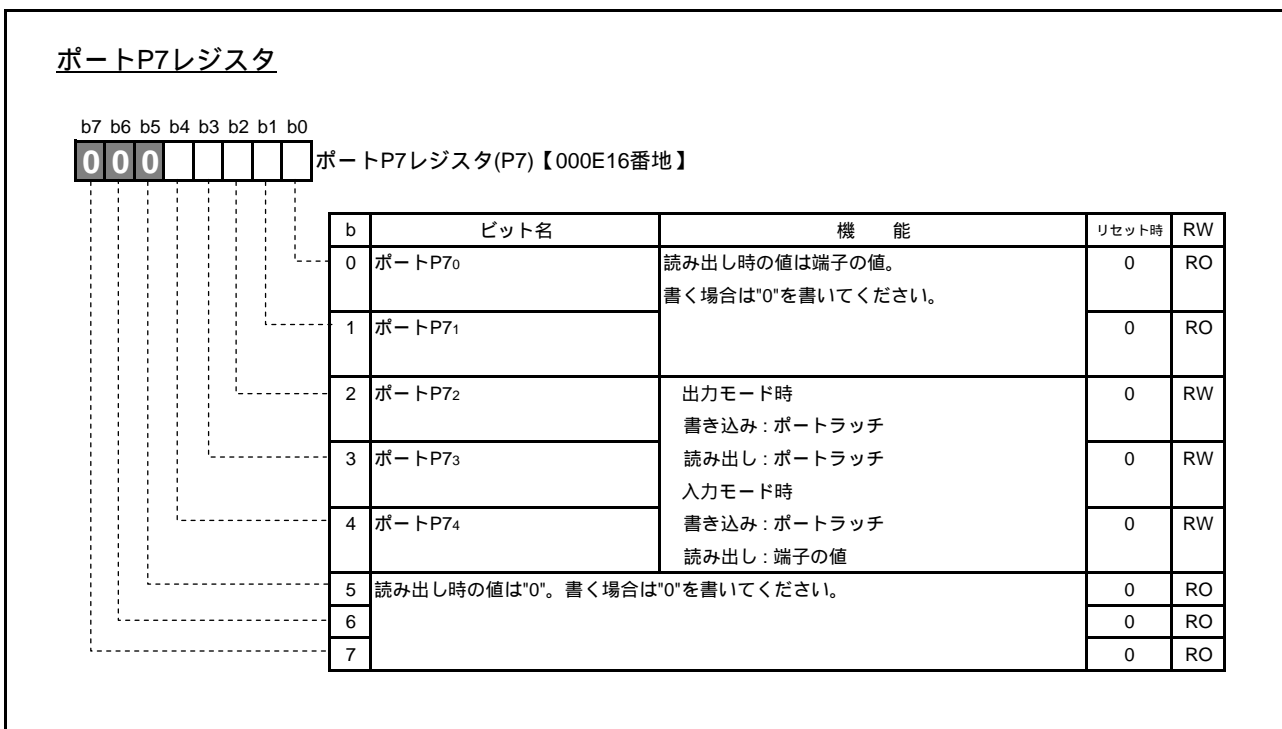 ポートP7レジスタ
b7 b6 b5 b4 b3 b2 b1 b0
0 0 0 ポートP7レジスタ(P7)【000E16番地】
b ビット名 機 能 リセット時 RW
0 ポートP70 読み出し時の値は端子の値。 0 RO
書く場合は"0"を書いてください。
1 ポートP71 0 RO
2 ポートP72 出力モード時 0 RW
書き込み : ポートラッチ
3 ポートP73 読み出し : ポートラッチ 0 RW
入力モード時
4 ポートP74 書き込み : ポートラッチ 0 RW
読み出し : 端子の値
5 読み出し時の値は"0"。書く場合は"0"を書いてください。 0 RO
6 0 RO
7 0 RO